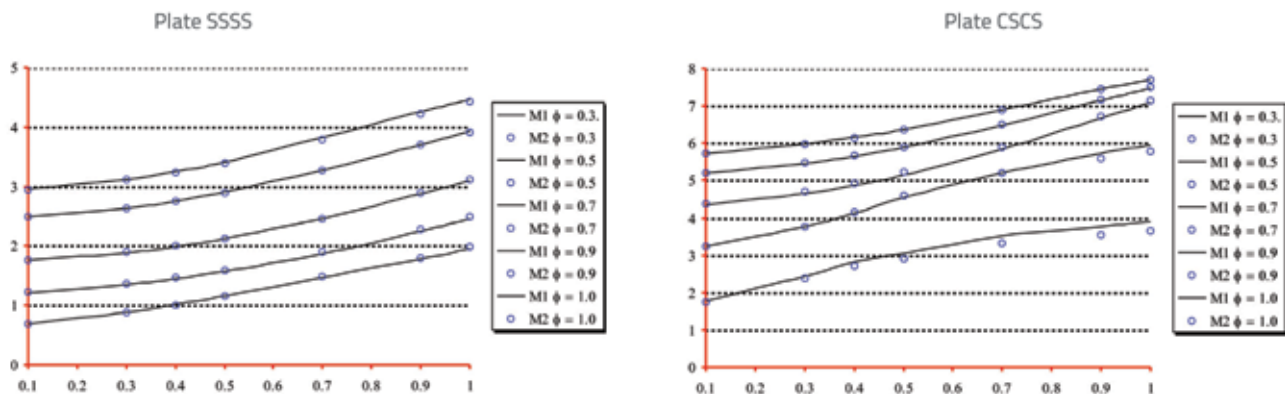 Plate SSSS
5
4
3
2
1
0
0.1 0.2 0.3 0.4 0.5 0.6 0.7 0.8 0.9 1
M1 ϕ = 0.3.
M2 ϕ = 0.3
M1 ϕ = 0.5
M2 ϕ = 0.5
M1 ϕ = 0.7
M2 ϕ = 0.7
M1 ϕ = 0.9
M2 ϕ = 0.9
M1 ϕ = 1.0
M2 ϕ = 1.0
Plate CSCS
8
7
6
5
4
3
2
1
0
0.1 0.2 0.3 0.4 0.5 0.6 0.7 0.8 0.9 1
M1 ϕ = 0.3.
M2 ϕ = 0.3
M1 ϕ = 0.5
M2 ϕ = 0.5
M1 ϕ = 0.7
M2 ϕ = 0.7
M1 ϕ = 0.9
M2 ϕ = 0.9
M1 ϕ = 1.0
M2 ϕ = 1.0